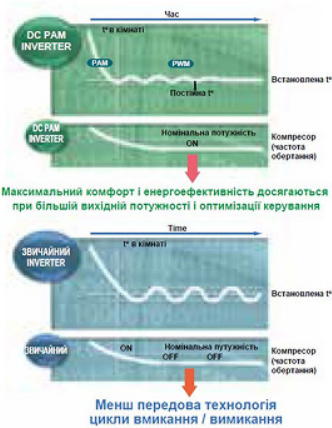 Час
DC PAM
INVERTER
t° в кімнаті
PAM
PWM
Встановлена t°
Постійна t°
DC PAM
INVERTER
Номінальна потужність
ON
Компресор
(частота
обертання)
Максимальний комфорт і енергоефективність досягаються
при більшій вихідній потужності і оптимізації керування
Time
ЗВИЧАЙНИЙ
INVERTER
t° в кімнаті
Встановлена t°
ЗВИЧАЙНИЙ
ON
Номінальна путужність
OFF
OFF
Компресор
(частота
обертання)
Менш передова технологія
цикли вмикання / вимикання